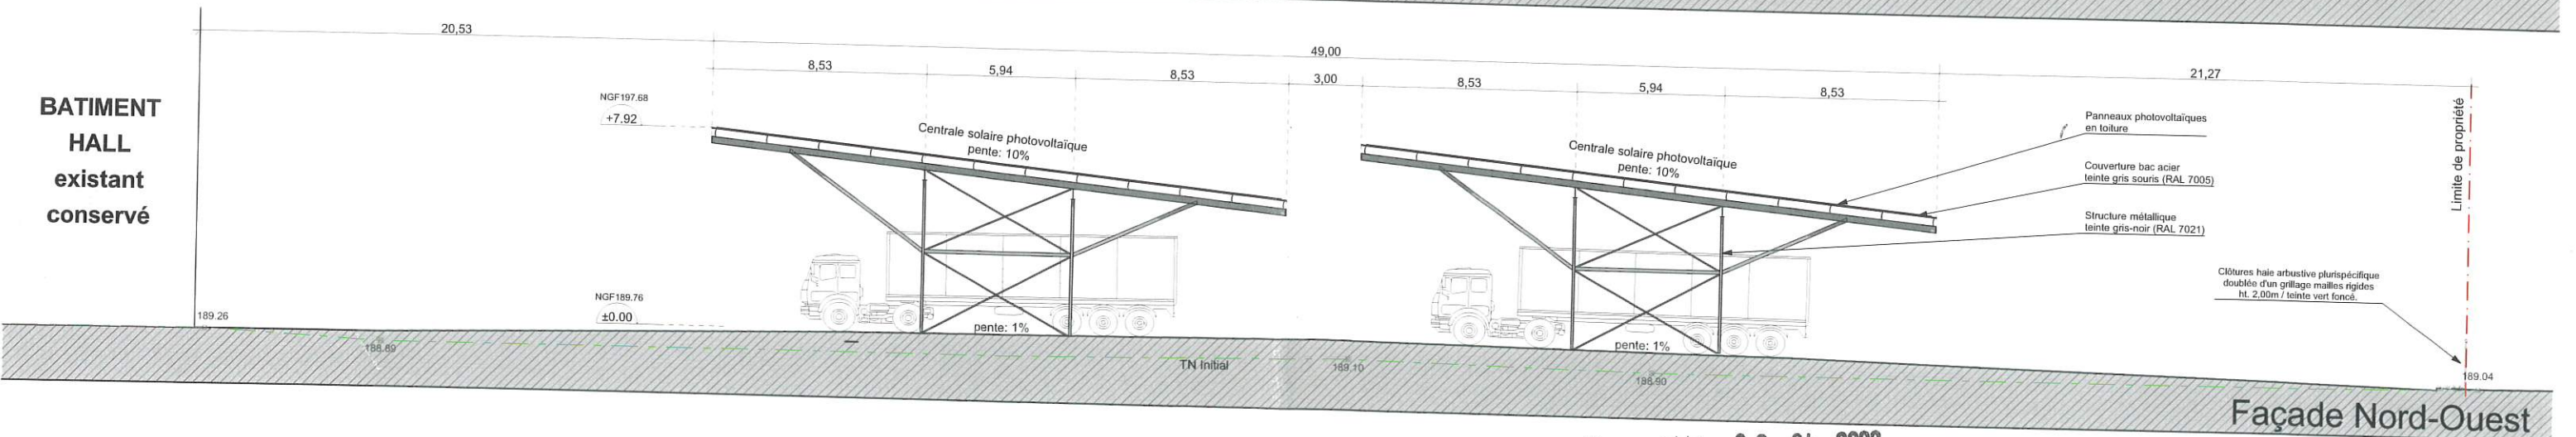 20,53
49,00
8,53
5,94
8,53
3,00
8,53
5,94
8,53
21,27
BATIMENT
HALL
existant
conservé
NGF197.68
+7.92
Centrale solaire photovoltaïque
pente: 10%
Centrale solaire photovoltaïque
pente: 10%
Panneaux photovoltaïques
en toiture
Couverture bac acier
teinte gris souris (RAL 7005)
Structure métallique
teinte gris-noir (RAL 7021)
Limite de propriété
Clôtures haie arbustive plurispécifique
doublée d'un grillage mailles rigides
ht. 2,00m / teinte vert foncé.
NGF189.76
±0.00
189.26
188.89
pente: 1%
TN Initial
189.10
pente: 1%
188.90
189.04
Façade Nord-Ouest